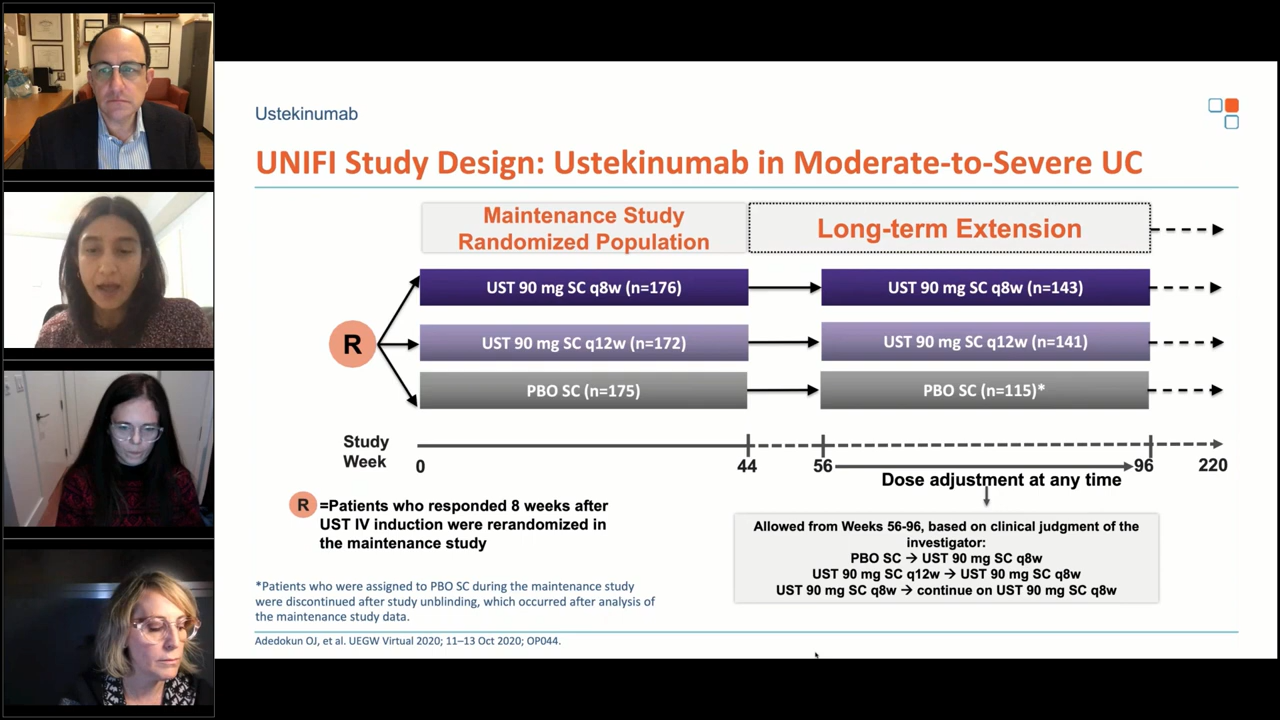 Ustekinumab
UNIFI Study Design: Ustekinumab in Moderate-to-Severe UC
Maintenance Study
Randomized Population
Long-term Extension
UST 90 mg SC q8w (n=176)
UST 90 mg SC q8w (n=143)
R
UST 90 mg SC q12w (n=172)
UST 90 mg SC q12w (n=141)
PBO SC (n=175)
PBO SC (n=115)*
Study
Week
0
44
56
96
220
Dose adjustment at any time
R =Patients who responded 8 weeks after
UST IV induction were rerandomized in
the maintenance study
Allowed from Weeks 56-96, based on clinical judgment of the
investigator:
PBO SC → UST 90 mg SC q8w
UST 90 mg SC q12w → UST 90 mg SC q8w
UST 90 mg SC q8w → continue on UST 90 mg SC q8w
*Patients who were assigned to PBO SC during the maintenance study
were discontinued after study unblinding, which occurred after analysis of
the maintenance study data.
Adedokun OJ, et al. UEGW Virtual 2020; 11–13 Oct 2020; OP044.